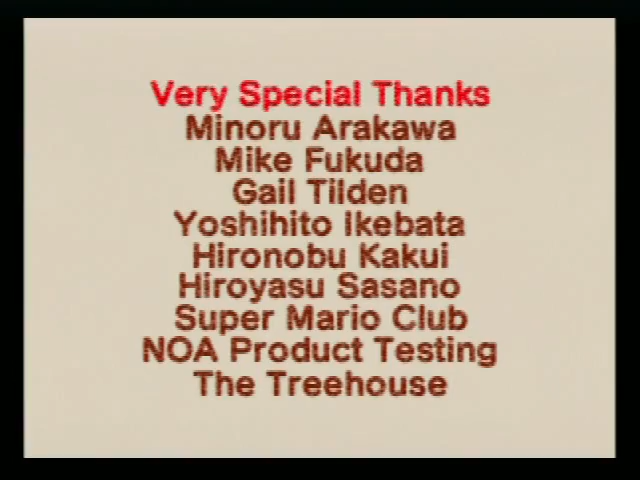 Very Special Thanks
Minoru Arakawa
Mike Fukuda
Gail Tilden
Yoshihito Ikebata
Hironobu Kakui
Hiroyasu Sasano
Super Mario Club
NOA Product Testing
The Treehouse